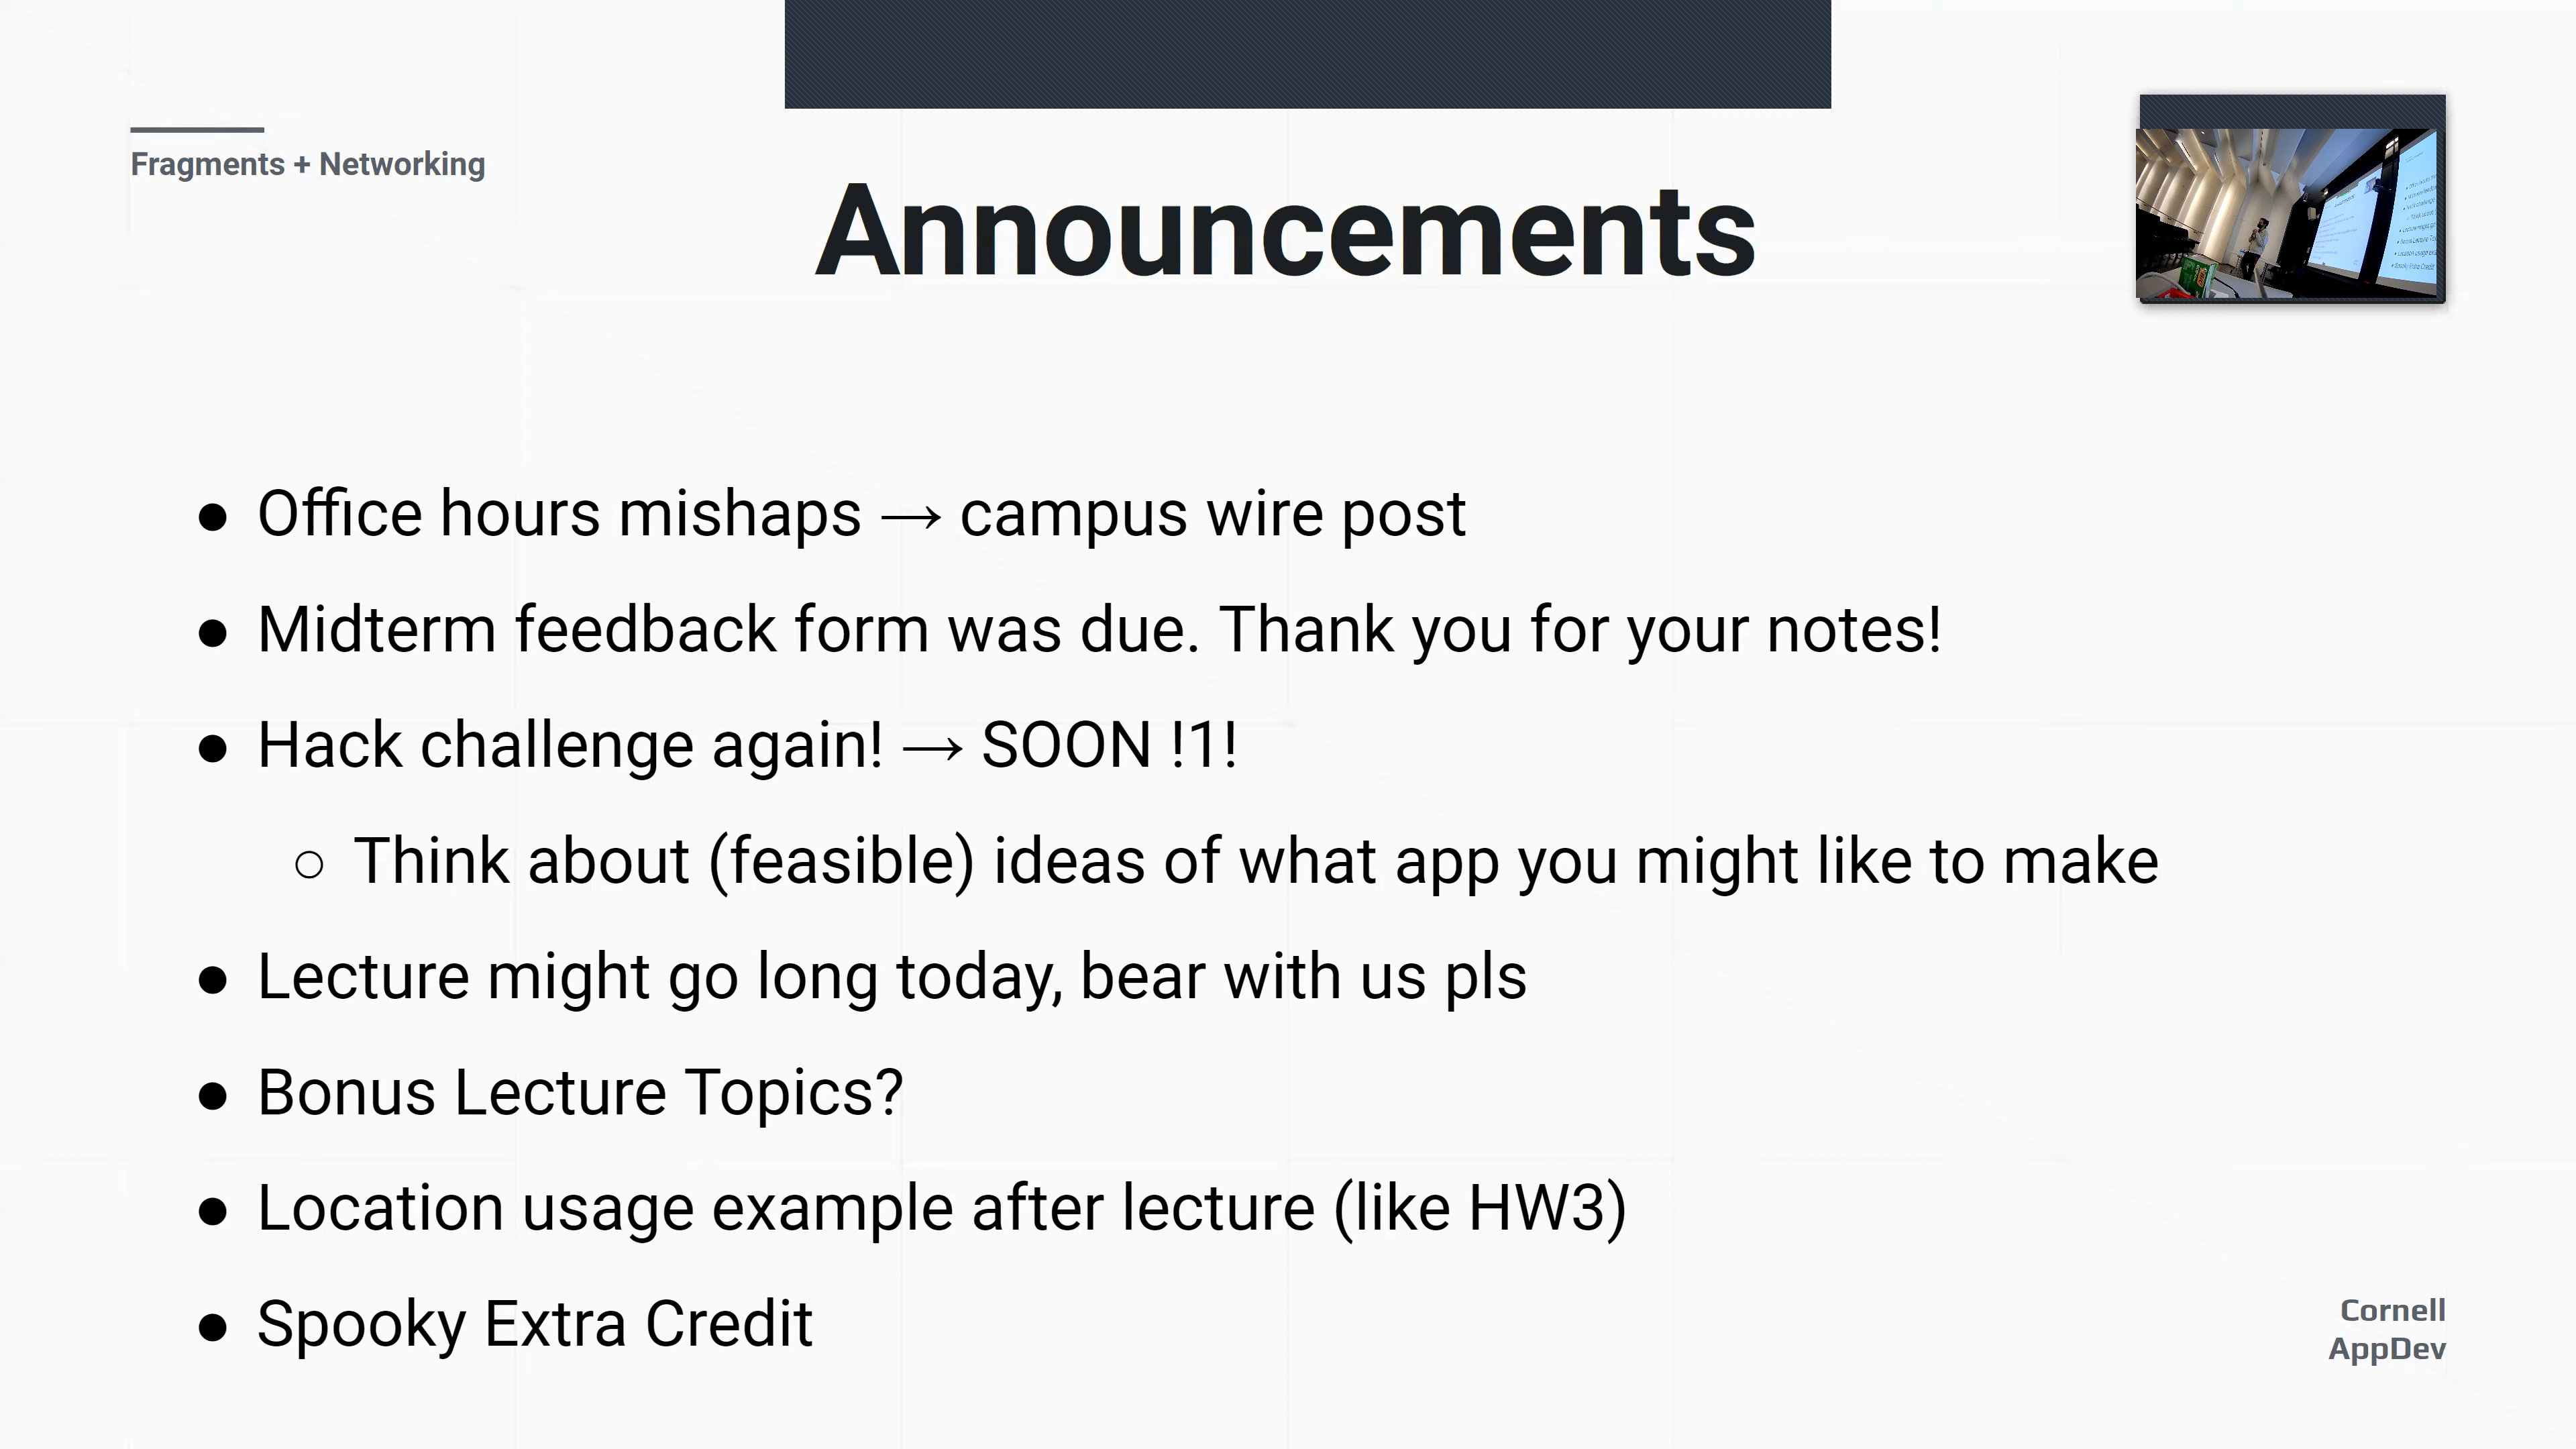 Fragments + Networking
Announcements
● Office hours mishaps → campus wire post
● Midterm feedback form was due. Thank you for your notes!
● Hack challenge again! → SOON !1!
○ Think about (feasible) ideas of what app you might like to make
● Lecture might go long today, bear with us pls
● Bonus Lecture Topics?
● Location usage example after lecture (like HW3)
● Spooky Extra Credit
Cornell
AppDev